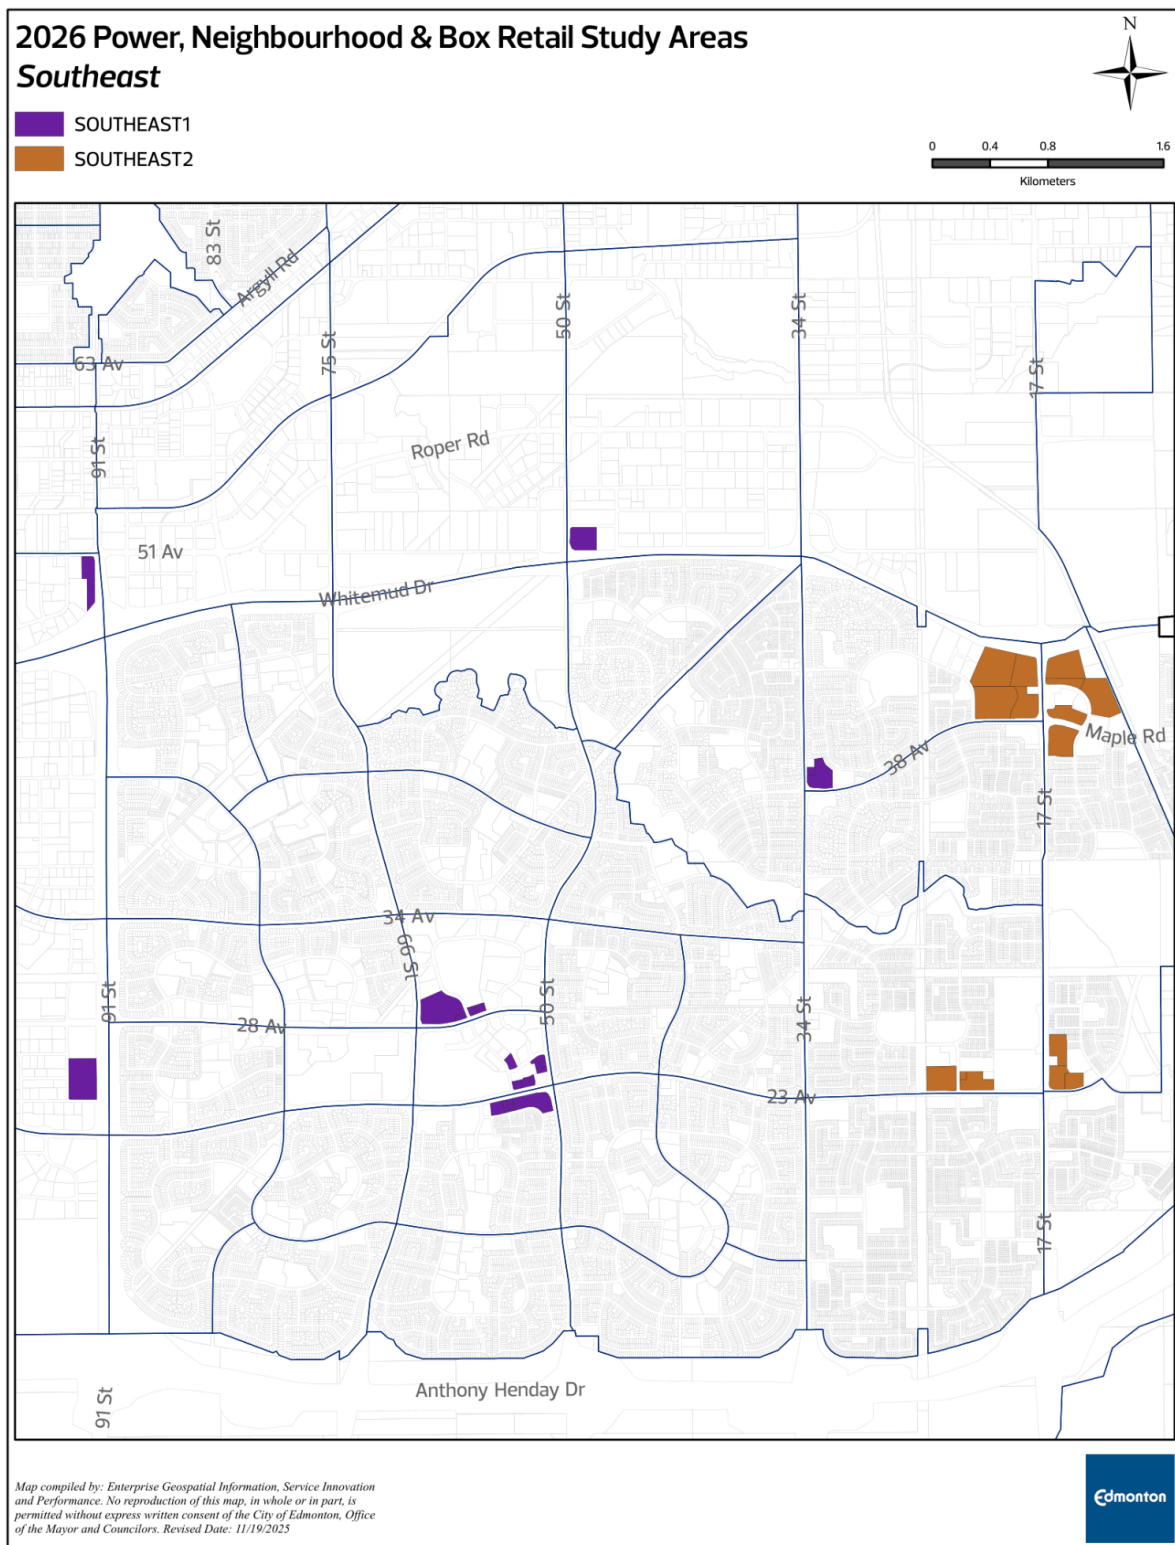 2026 Power, Neighbourhood & Box Retail Study Areas
Southeast
N
SOUTHEAST1
SOUTHEAST2
0 0.4 0.8 1.6
Kilometers
83 St
Argyll Rd
50 St
34 St
75 St
63 Av
17 St
91 St
Roper Rd
51 Av
Whitemud Dr
Maple Rd
38 Av
17 St
34 Av
66 St
91 St
50 St
34 St
28 Av
23 Av
17 St
Anthony Henday Dr
91 St
Map compiled by: Enterprise Geospatial Information, Service Innovation
and Performance. No reproduction of this map, in whole or in part, is
permitted without express written consent of the City of Edmonton, Office
of the Mayor and Councilors. Revised Date: 11/19/2025
Edmonton